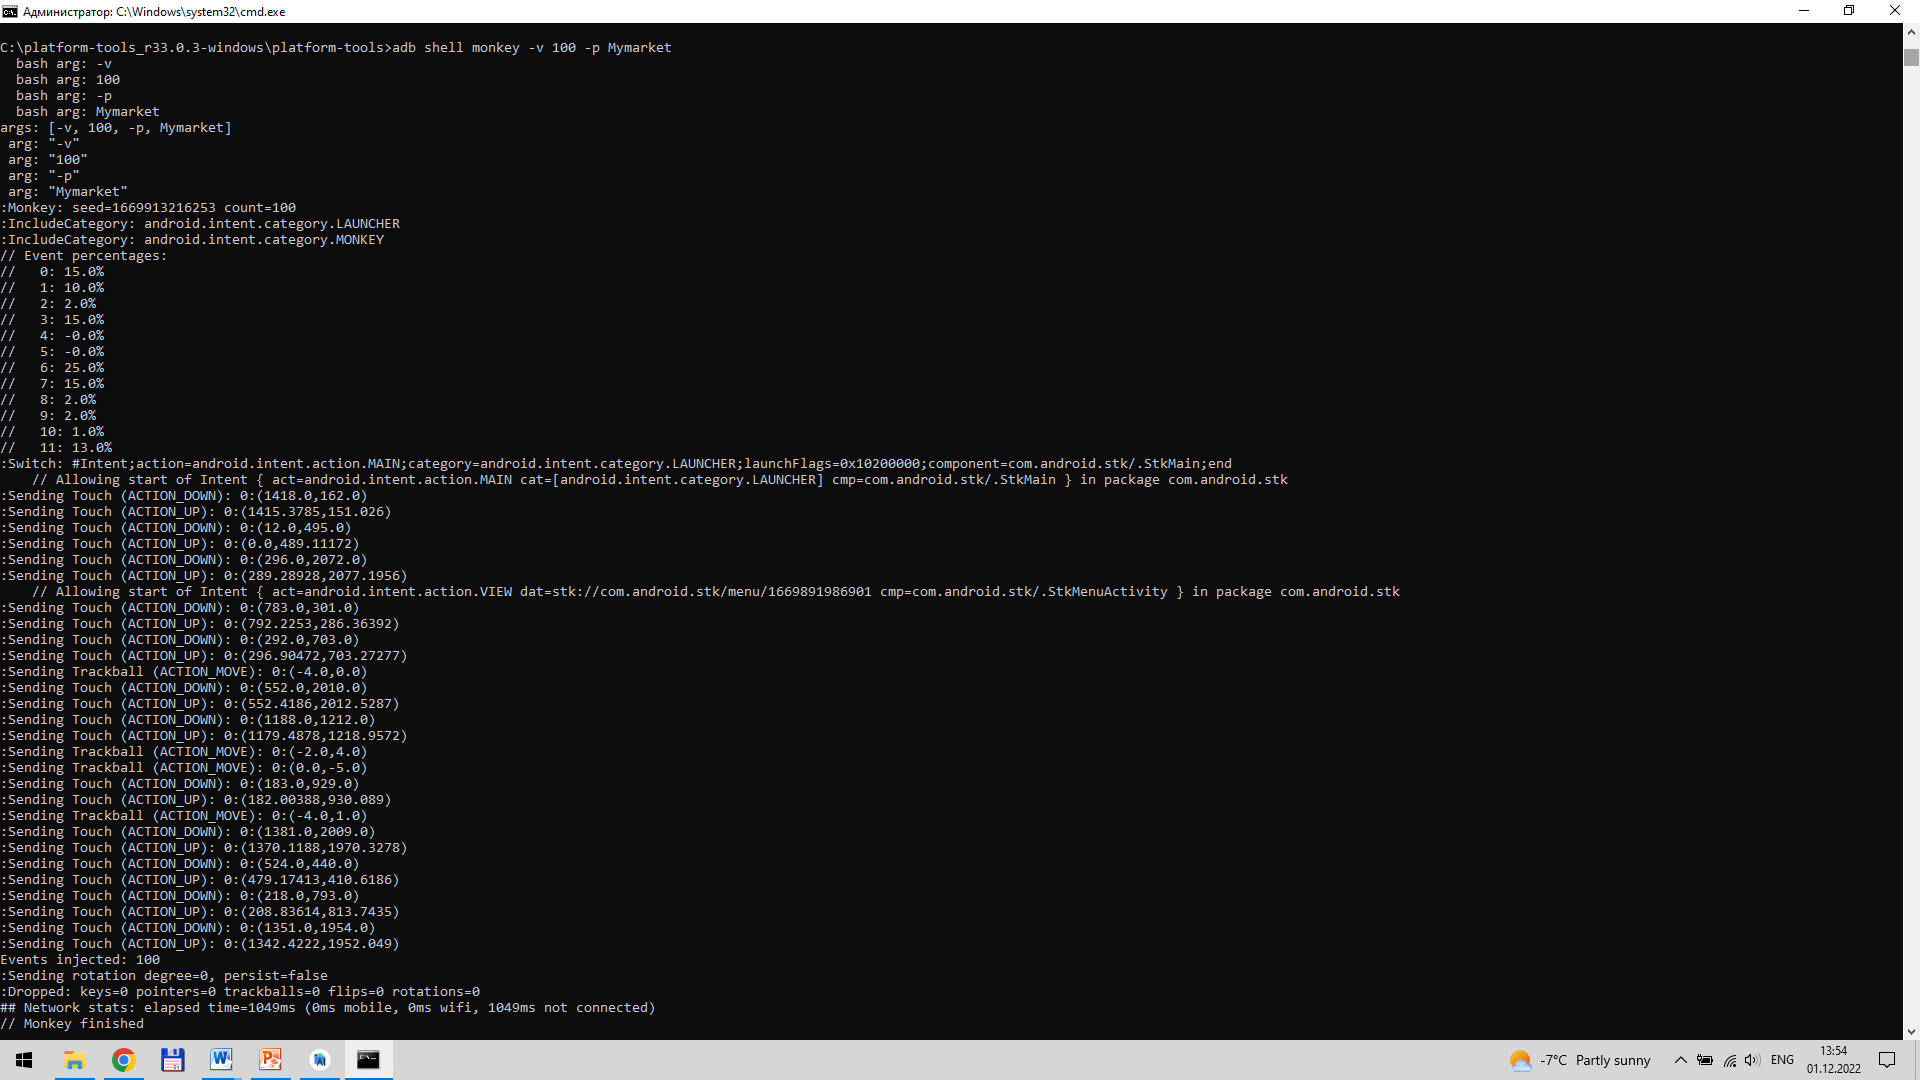 Администратор: C:\Windows\system32\cmd.exe
C:\platform-tools_r33.0.3-windows\platform-tools>adb shell monkey -v 100 -p Mymarket
  bash arg: -v
  bash arg: 100
  bash arg: -p
  bash arg: Mymarket
args: [-v, 100, -p, Mymarket]
 arg: "-v"
 arg: "100"
 arg: "-p"
 arg: "Mymarket"
:Monkey: seed=1669913216253 count=100
:IncludeCategory: android.intent.category.LAUNCHER
:IncludeCategory: android.intent.category.MONKEY
// Event percentages:
//   0: 15.0%
//   1: 10.0%
//   2: 2.0%
//   3: 15.0%
//   4: -0.0%
//   5: -0.0%
//   6: 25.0%
//   7: 15.0%
//   8: 2.0%
//   9: 2.0%
//   10: 1.0%
//   11: 13.0%
:Switch: #Intent;action=android.intent.action.MAIN;category=android.intent.category.LAUNCHER;launchFlags=0x10200000;component=com.android.stk/.StkMain;end
    // Allowing start of Intent { act=android.intent.action.MAIN cat=[android.intent.category.LAUNCHER] cmp=com.android.stk/.StkMain } in package com.android.stk
:Sending Touch (ACTION_DOWN): 0:(1418.0,162.0)
:Sending Touch (ACTION_UP): 0:(1415.3785,151.026)
:Sending Touch (ACTION_DOWN): 0:(12.0,495.0)
:Sending Touch (ACTION_UP): 0:(0.0,489.11172)
:Sending Touch (ACTION_DOWN): 0:(296.0,2072.0)
:Sending Touch (ACTION_UP): 0:(289.28928,2077.1956)
    // Allowing start of Intent { act=android.intent.action.VIEW dat=stk://com.android.stk/menu/1669891986901 cmp=com.android.stk/.StkMenuActivity } in package com.android.stk
:Sending Touch (ACTION_DOWN): 0:(783.0,301.0)
:Sending Touch (ACTION_UP): 0:(792.2253,286.36392)
:Sending Touch (ACTION_DOWN): 0:(292.0,703.0)
:Sending Touch (ACTION_UP): 0:(296.90472,703.27277)
:Sending Trackball (ACTION_MOVE): 0:(-4.0,0.0)
:Sending Touch (ACTION_DOWN): 0:(552.0,2010.0)
:Sending Touch (ACTION_UP): 0:(552.4186,2012.5287)
:Sending Touch (ACTION_DOWN): 0:(1188.0,1212.0)
:Sending Touch (ACTION_UP): 0:(1179.4878,1218.9572)
:Sending Trackball (ACTION_MOVE): 0:(-2.0,4.0)
:Sending Trackball (ACTION_MOVE): 0:(0.0,-5.0)
:Sending Touch (ACTION_DOWN): 0:(183.0,929.0)
:Sending Touch (ACTION_UP): 0:(182.00388,930.089)
:Sending Trackball (ACTION_MOVE): 0:(-4.0,1.0)
:Sending Touch (ACTION_DOWN): 0:(1381.0,2009.0)
:Sending Touch (ACTION_UP): 0:(1370.1188,1970.3278)
:Sending Touch (ACTION_DOWN): 0:(524.0,440.0)
:Sending Touch (ACTION_UP): 0:(479.17413,410.6186)
:Sending Touch (ACTION_DOWN): 0:(218.0,793.0)
:Sending Touch (ACTION_UP): 0:(208.83614,813.7435)
:Sending Touch (ACTION_DOWN): 0:(1351.0,1954.0)
:Sending Touch (ACTION_UP): 0:(1342.4222,1952.049)
Events injected: 100
:Sending rotation degree=0, persist=false
:Dropped: keys=0 pointers=0 trackballs=0 flips=0 rotations=0
## Network stats: elapsed time=1049ms (0ms mobile, 0ms wifi, 1049ms not connected)
// Monkey finished
-7°C Partly sunny
ENG
13:54
01.12.2022